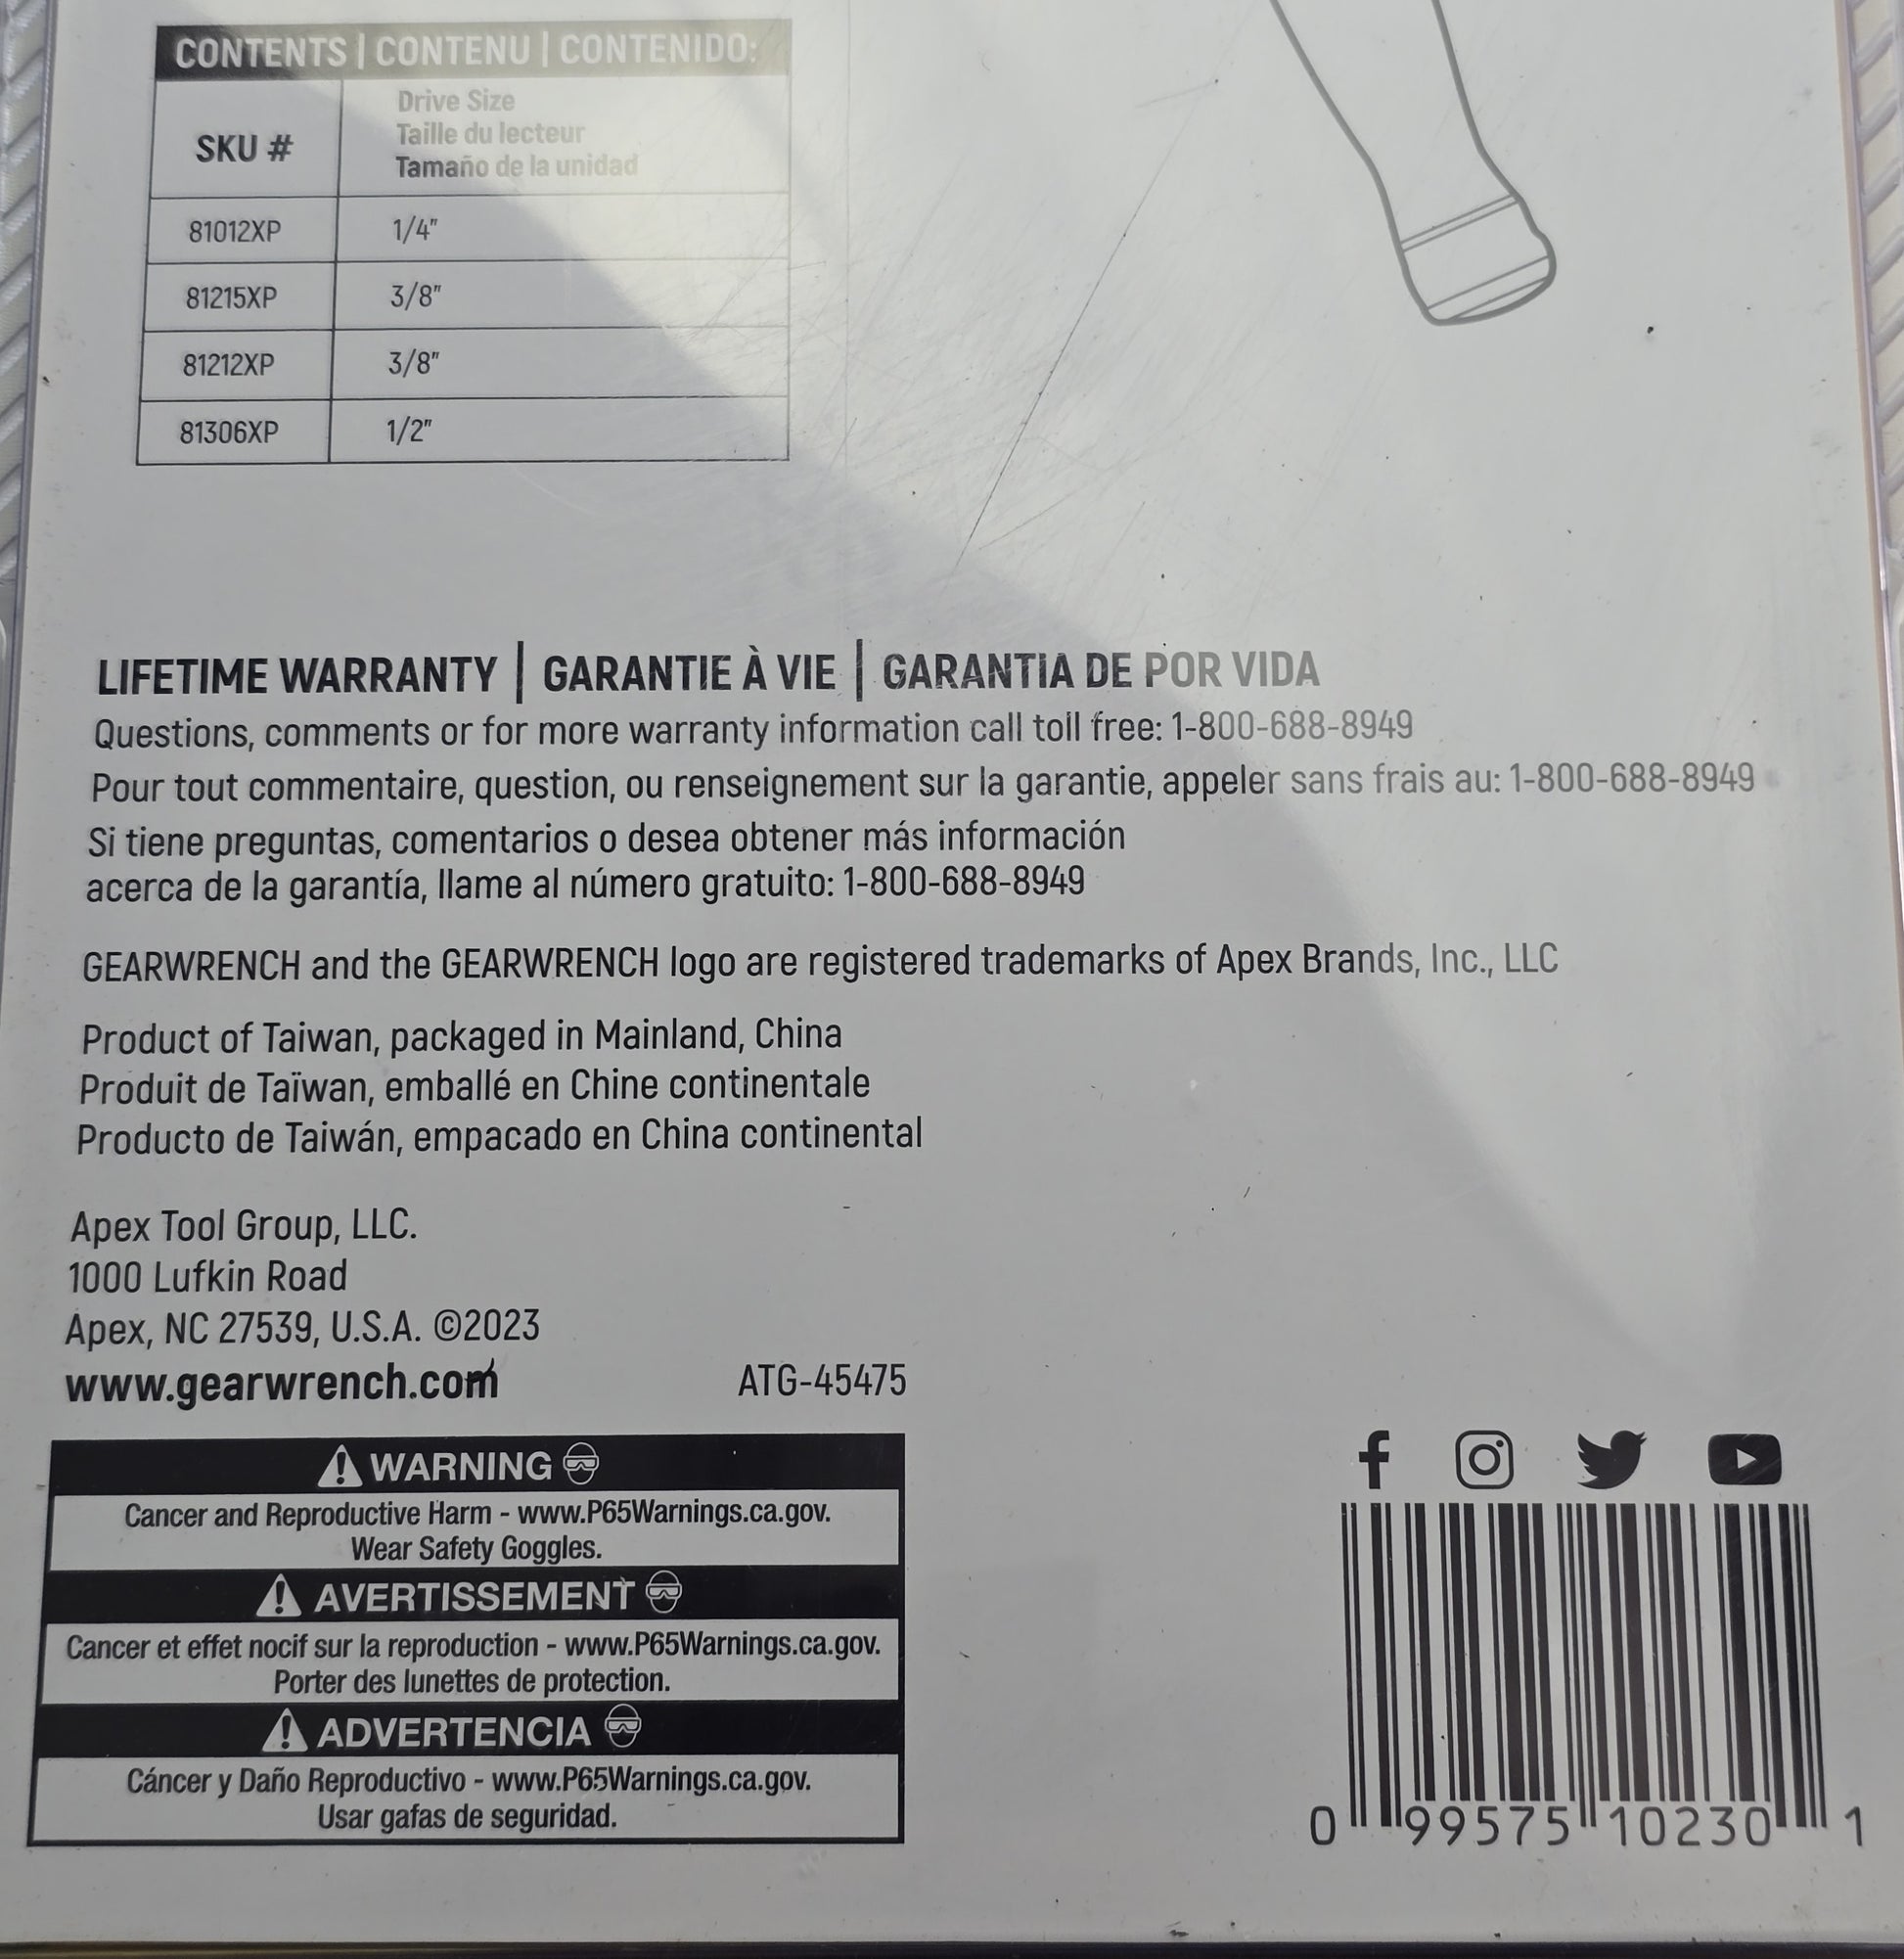 CONTENTS | CONTENU | CONTENIDO:
SKU #
Drive Size
Taille du lecteur
Tamaño de la unidad
81012XP 1/4"
81215XP 3/8"
81212XP 3/8"
81306XP 1/2"
LIFETIME WARRANTY | GARANTIE À VIE | GARANTIA DE POR VIDA
Questions, comments or for more warranty information call toll free: 1-800-688-8949
Pour tout commentaire, question, ou renseignement sur la garantie, appeler sans frais au: 1-800-688-8949
Si tiene preguntas, comentarios o desea obtener más información
acerca de la garantía, llame al número gratuito: 1-800-688-8949
GEARWRENCH and the GEARWRENCH logo are registered trademarks of Apex Brands, Inc., LLC
Product of Taiwan, packaged in Mainland, China
Produit de Taïwan, emballé en Chine continentale
Producto de Taiwán, empacado en China continental
Apex Tool Group, LLC.
1000 Lufkin Road
Apex, NC 27539, U.S.A. ©2023
www.gearwrench.com ATG-45475
WARNING
Cancer and Reproductive Harm - www.P65Warnings.ca.gov.
Wear Safety Goggles.
AVERTISSEMENT
Cancer et effet nocif sur la reproduction - www.P65Warnings.ca.gov.
Porter des lunettes de protection.
ADVERTENCIA
Cáncer y Daño Reproductivo - www.P65Warnings.ca.gov.
Usar gafas de seguridad.
0 99575 10230 1